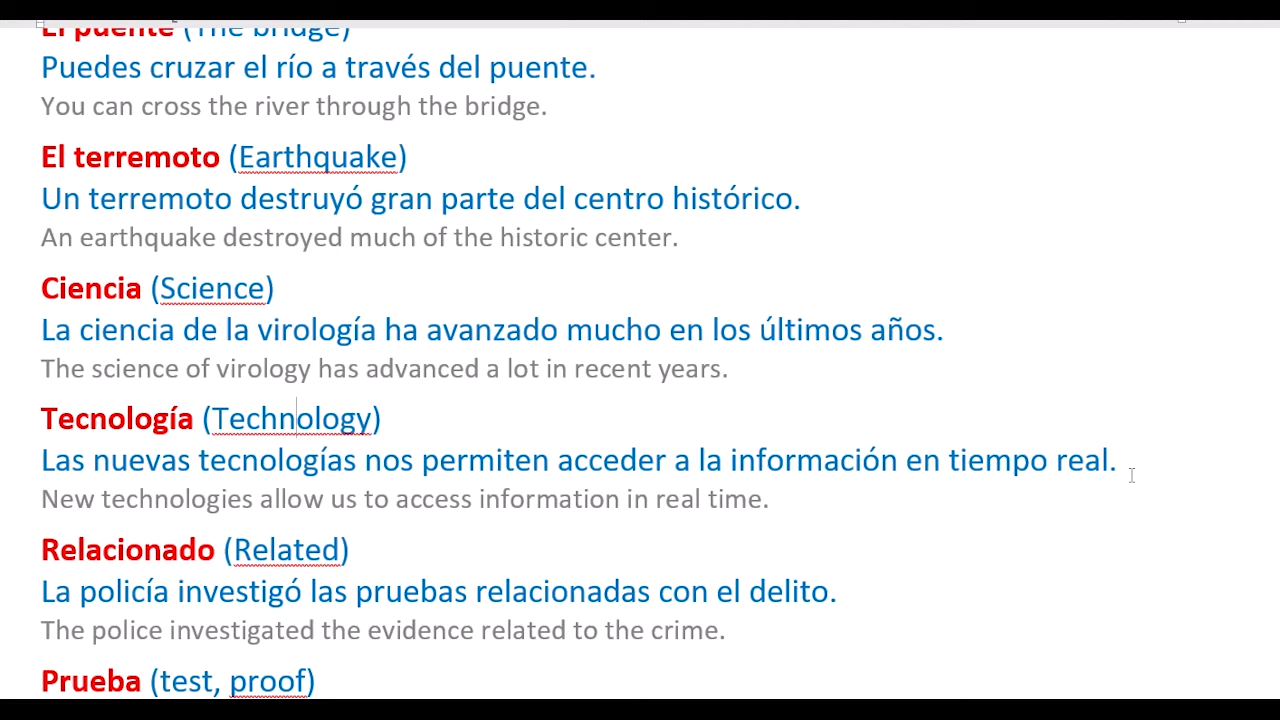 El puente (The bridge)
Puedes cruzar el río a través del puente.
You can cross the river through the bridge.
El terremoto (Earthquake)
Un terremoto destruyó gran parte del centro histórico.
An earthquake destroyed much of the historic center.
Ciencia (Science)
La ciencia de la virología ha avanzado mucho en los últimos años.
The science of virology has advanced a lot in recent years.
Tecnología (Technology)
Las nuevas tecnologías nos permiten acceder a la información en tiempo real.
New technologies allow us to access information in real time.
Relacionado (Related)
La policía investigó las pruebas relacionadas con el delito.
The police investigated the evidence related to the crime.
Prueba (test, proof)